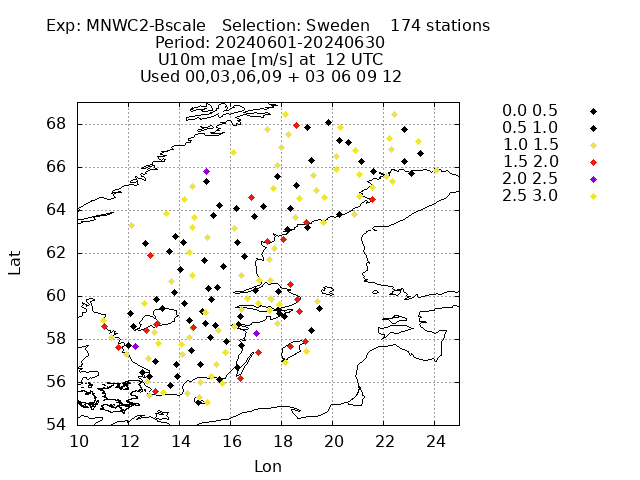 Exp: MNWC2-Bscale   Selection: Sweden    174 stations
Period: 20240601-20240630
U10m mae [m/s] at  12 UTC
Used 00,03,06,09 + 03 06 09 12
0.0 0.5
0.5 1.0
1.0 1.5
1.5 2.0
2.0 2.5
2.5 3.0
68
66
64
62
60
58
56
54
Lat
10 12 14 16 18 20 22 24
Lon